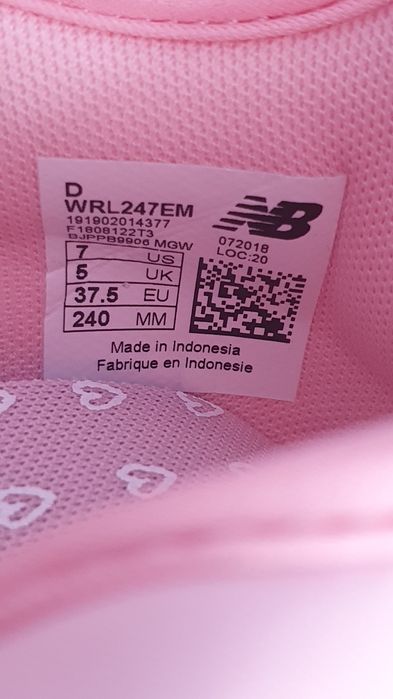 D
WRL247EM
191902014377
F1808122T3
BJPPB9906 MGW
7 US
5 UK
37.5 EU
240 MM
NB
072018
LOC:20
Made in Indonesia
Fabrique en Indonesie